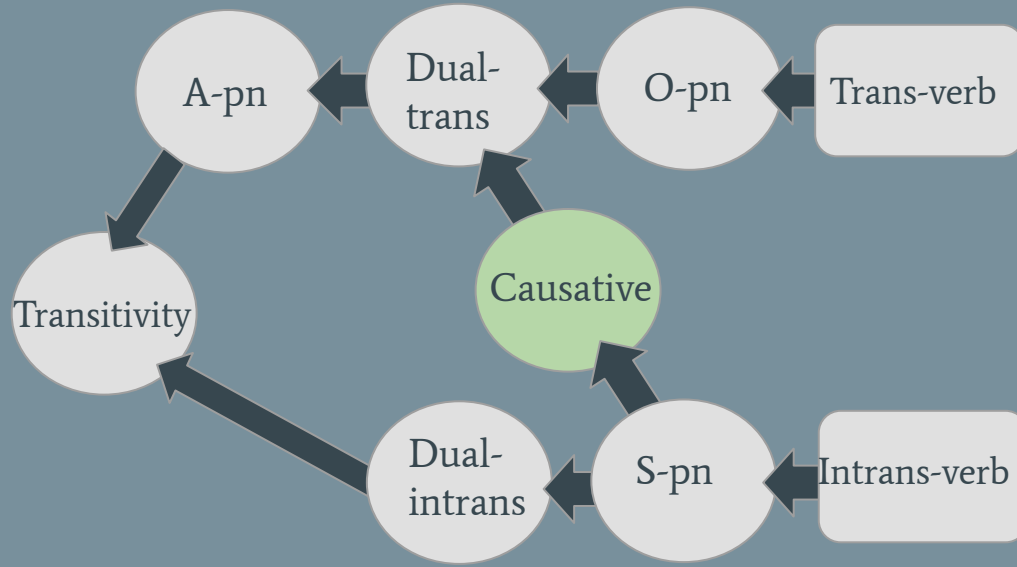 A-pn
Dual-
trans
O-pn
Trans-verb
Transitivity
Causative
Dual-
intrans
S-pn
Intrans-verb